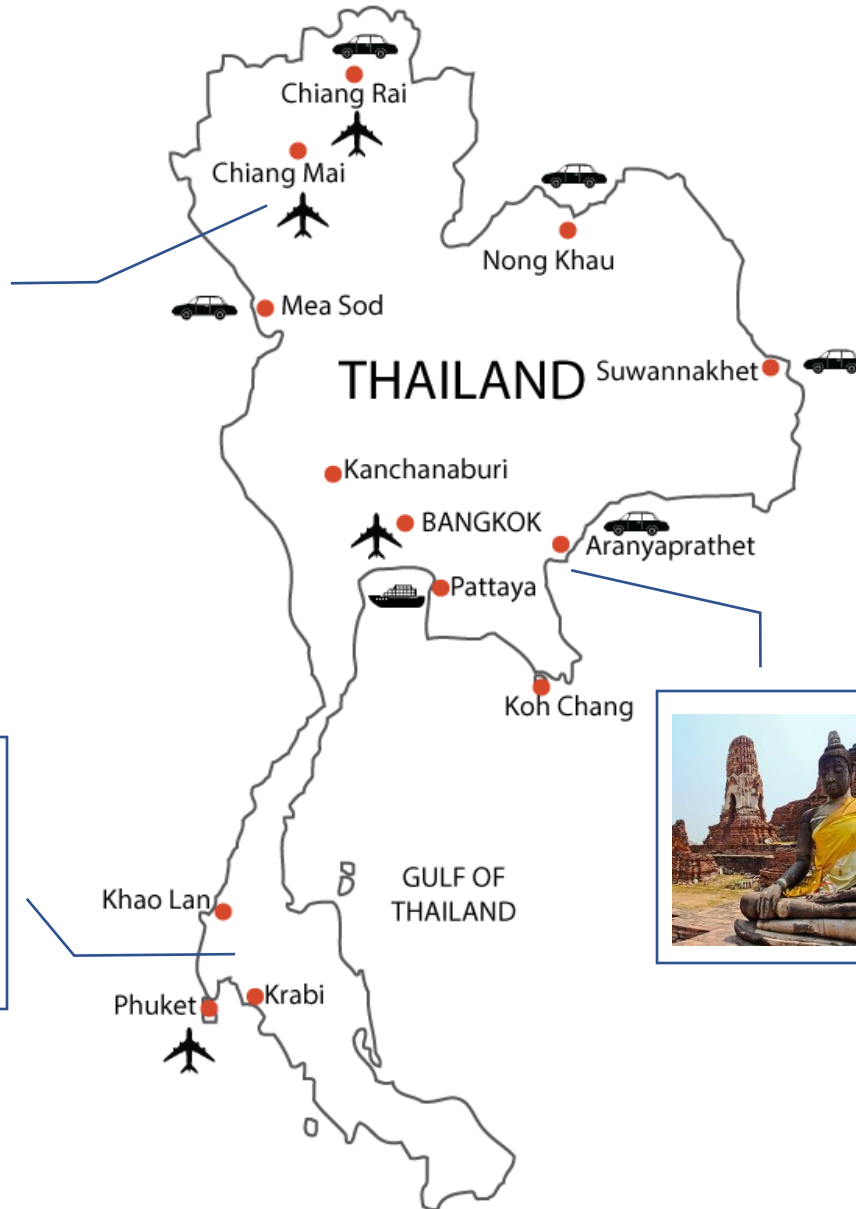 Chiang Rai
Chiang Mai
Nong Khau
Mea Sod
THAILAND
Suwannakhet
Kanchanaburi
BANGKOK
Aranyaprathet
Pattaya
Koh Chang
GULF OF
THAILAND
Khao Lan
Krabi
Phuket